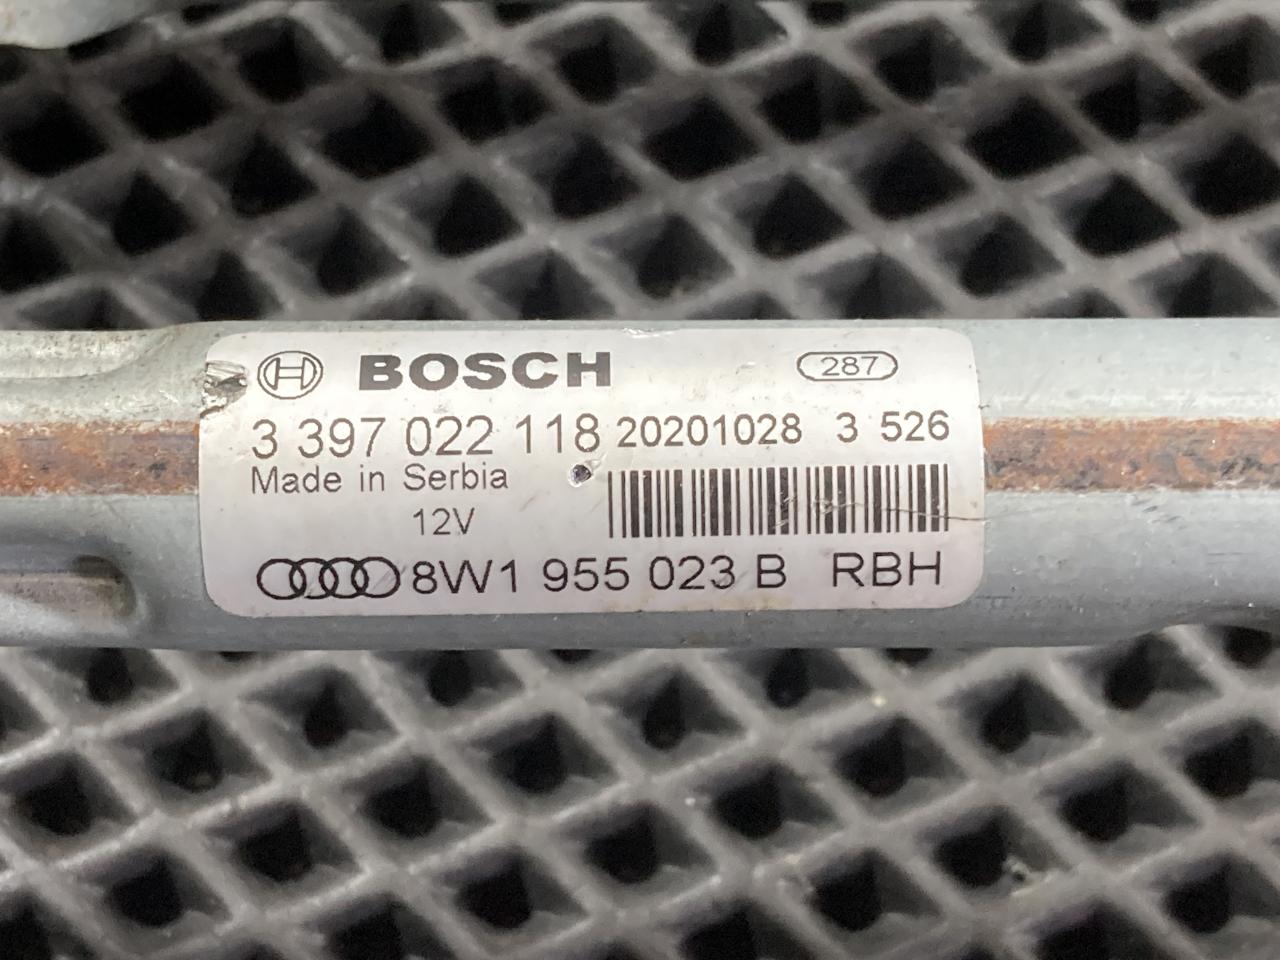 BOSCH 287
3 397 022 118 20201028 3 526
Made in Serbia
12V
8W1 955 023 B RBH